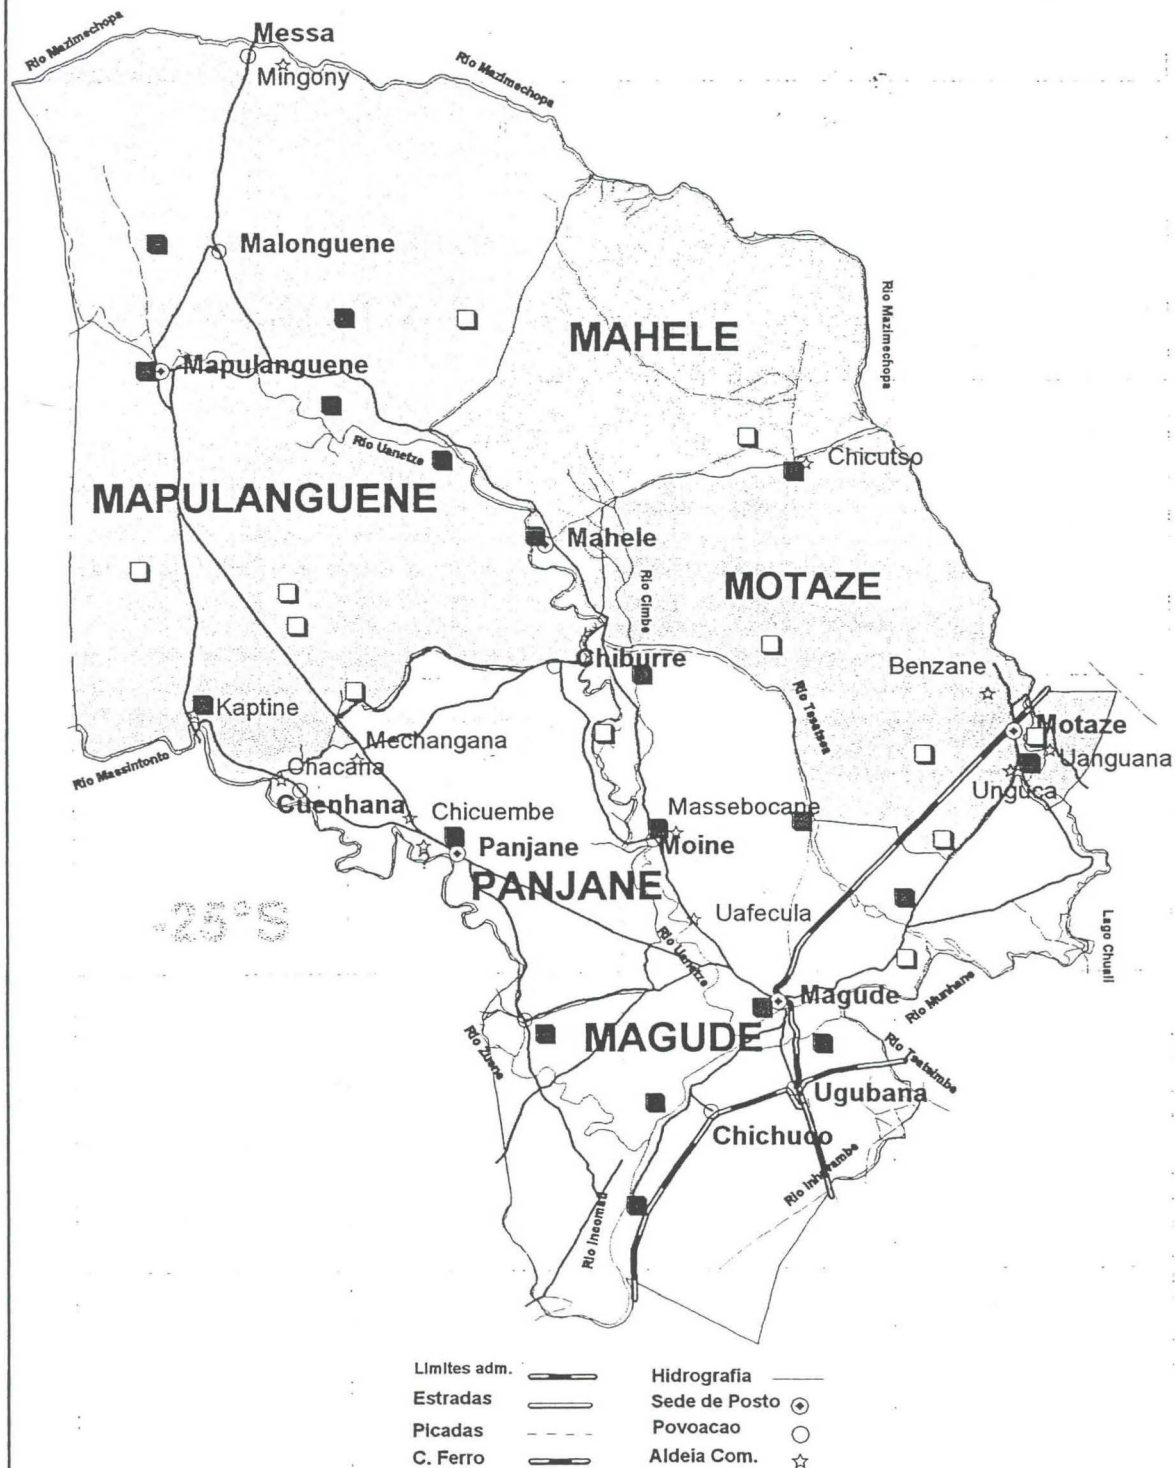 Rio Mazimechopa
Messa
Mingony
Rio Mazimechopa
Malonguene
Rio Mazimechopa
MAHELE
Mapulanguene
Rio Uanetze
Chicutso
MAPULANGUENE
Mahele
Rio Cimbe
MOTAZE
Chiburre
Benzane
Rio Tsatsea
Kaptine
Motaze
Mechangana
Uanguana
Rio Massintonto
Chacana
Unguca
Cuenhana
Chicuembe
Massebocane
Panjane
Moine
PANJANE
-25°S
Uafecula
Lago Chuali
Rio Uanetze
Magude
Rio Munhane
MAGUDE
Rio Zuene
Rio Tsatsimbe
Ugubana
Chichuco
Rio Inhatrambe
Rio Incomati
Limites adm.
Hidrografia
Estradas
Sede de Posto
Picadas
Povoacao
C. Ferro
Aldeia Com.